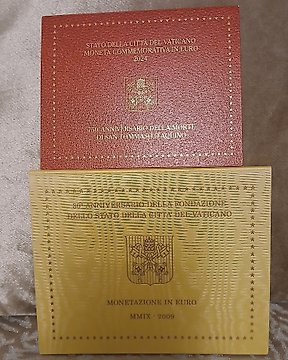 STATO DELLA CITTÀ DEL VATICANO
MONETA COMMEMORATIVA IN EURO
2024
750° ANNIVERSARIO DELLA MORTE
DI SAN TOMMASO D'AQUINO
80° ANNIVERSARIO DELLA FONDAZIONE
DELLO STATO DELLA CITTÀ DEL VATICANO
MONETAZIONE IN EURO
MMIX - 2009